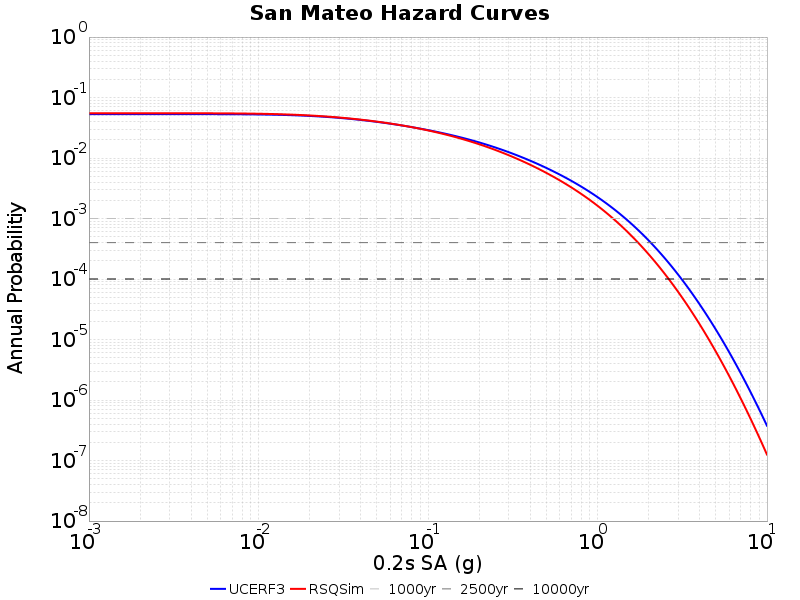 San Mateo Hazard Curves
10^0
10^-1
10^-2
10^-3
10^-4
10^-5
10^-6
10^-7
10^-8
Annual Probabilitiy
10^-3 10^-2 10^-1 10^0 10^1
0.2s SA (g)
UCERF3 RSQSim 1000yr 2500yr 10000yr